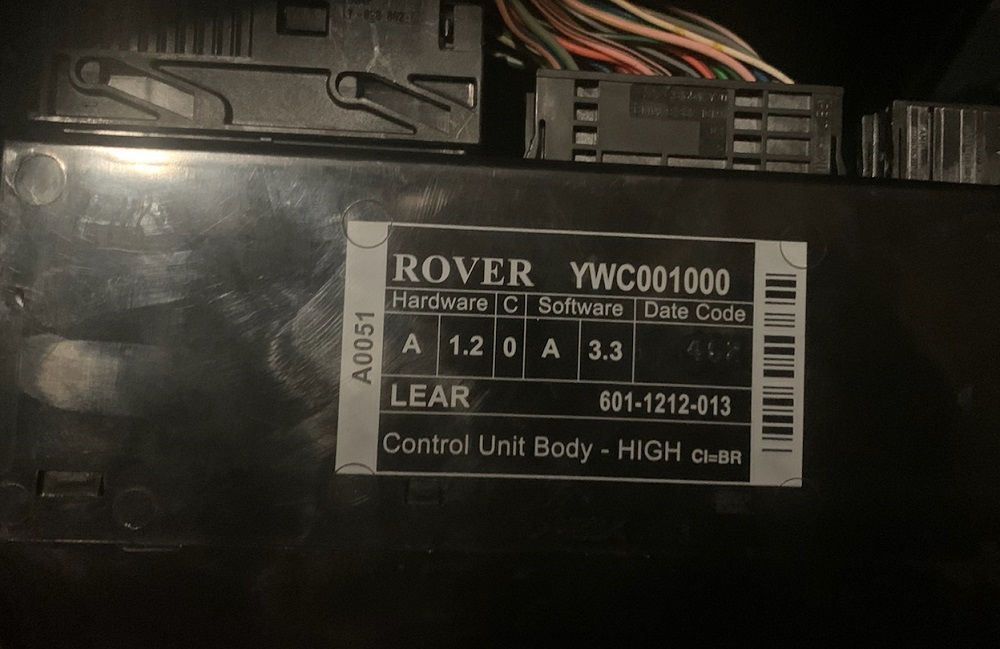 ROVER YWC001000
Hardware C Software Date Code
A 1.2 0 A 3.3
LEAR 601-1212-013
Control Unit Body - HIGH CI=BR
A0051